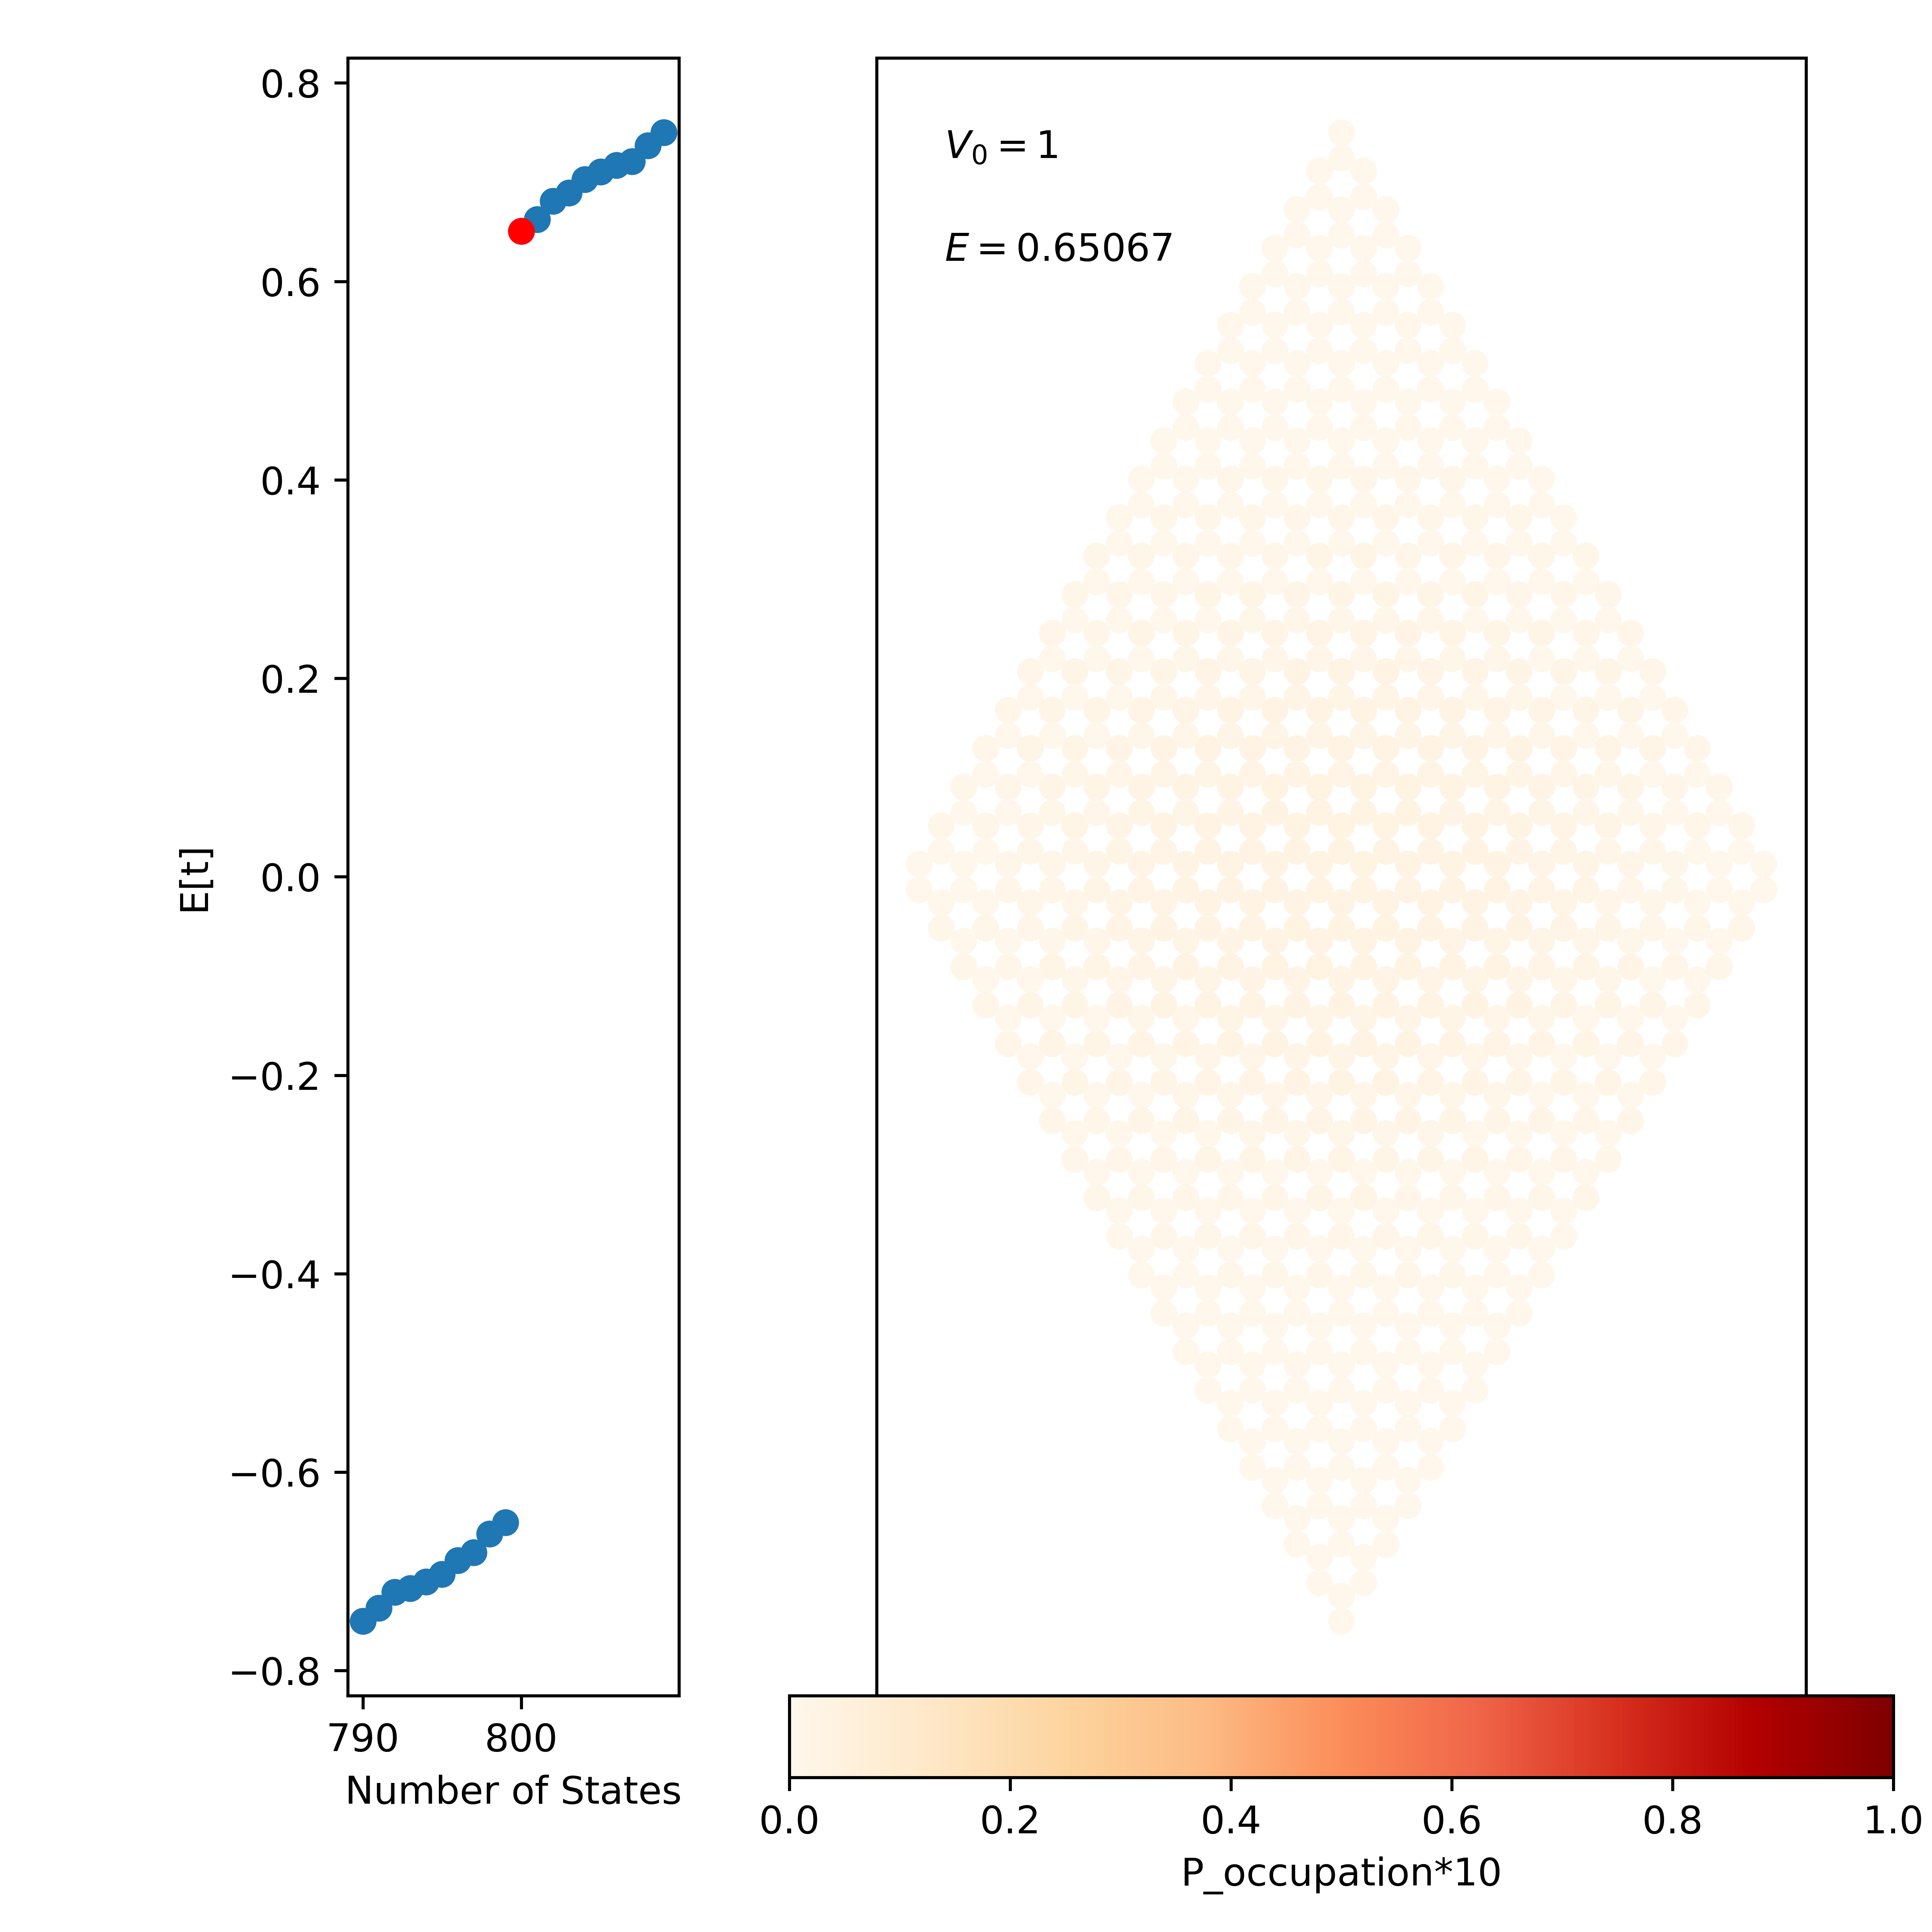 0.8
0.6
0.4
0.2
0.0
−0.2
−0.4
−0.6
−0.8
E[t]
790 800
Number of States
V₀ = 1
E = 0.65067
0.0 0.2 0.4 0.6 0.8 1.0
P_occupation*10